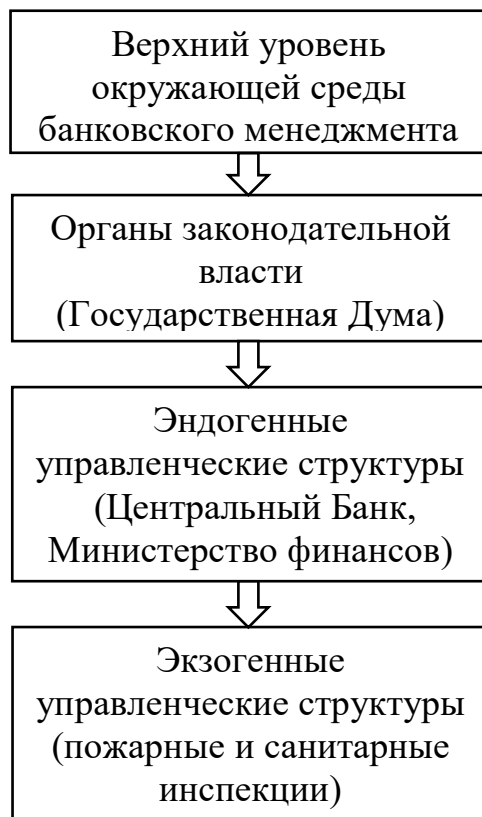 Верхний уровень
окружающей среды
банковского менеджмента
Органы законодательной
власти
(Государственная Дума)
Эндогенные
управленческие структуры
(Центральный Банк,
Министерство финансов)
Экзогенные
управленческие структуры
(пожарные и санитарные
инспекции)